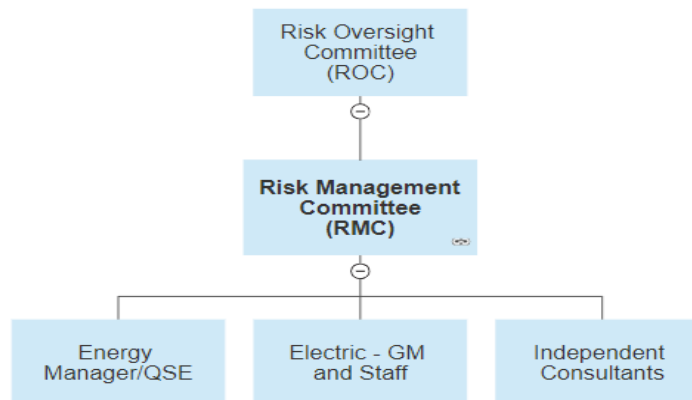 Risk Oversight
Committee
(ROC)
Risk Management
Committee
(RMC)
Energy
Manager/QSE
Electric - GM
and Staff
Independent
Consultants